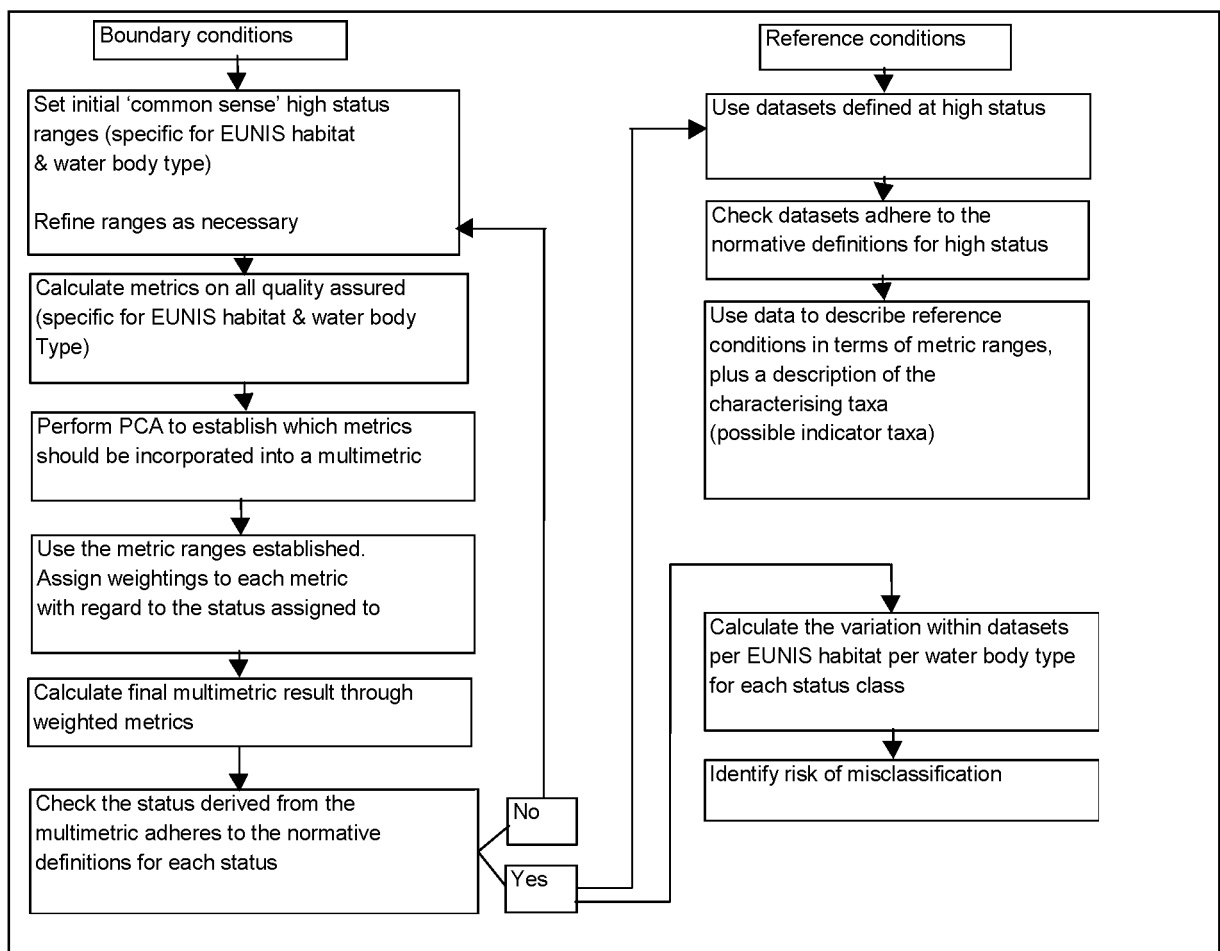 Boundary conditions
Set initial ‘common sense’ high status
ranges (specific for EUNIS habitat
& water body type)
Refine ranges as necessary
Calculate metrics on all quality assured
(specific for EUNIS habitat & water body
Type)
Perform PCA to establish which metrics
should be incorporated into a multimetric
Use the metric ranges established.
Assign weightings to each metric
with regard to the status assigned to
Calculate final multimetric result through
weighted metrics
Check the status derived from the
multimetric adheres to the normative
definitions for each status
No
Yes
Reference conditions
Use datasets defined at high status
Check datasets adhere to the
normative definitions for high status
Use data to describe reference
conditions in terms of metric ranges,
plus a description of the
characterising taxa
(possible indicator taxa)
Calculate the variation within datasets
per EUNIS habitat per water body type
for each status class
Identify risk of misclassification